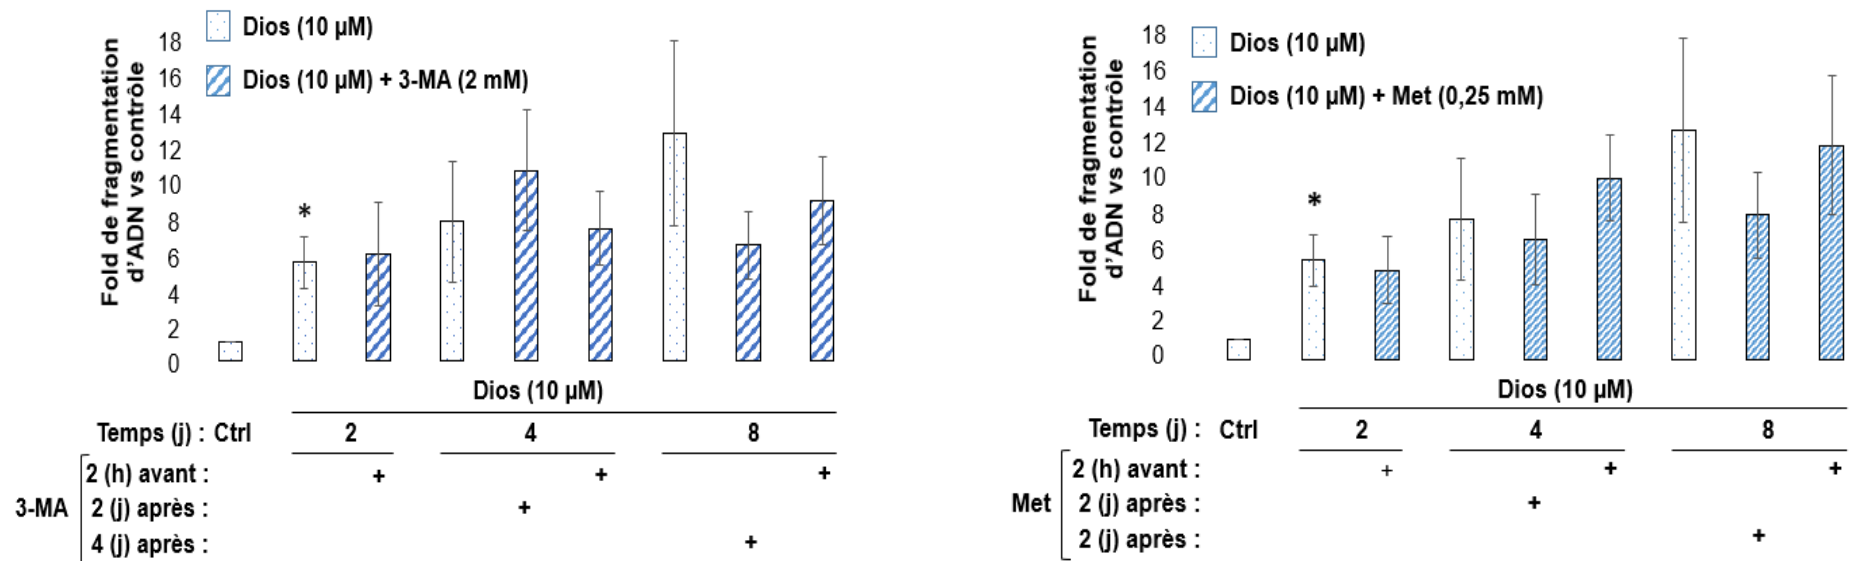 Dios (10 µM)
Dios (10 µM) + 3-MA (2 mM)
Fold de fragmentation
d'ADN vs contrôle
18
16
14
12
10
8
6
4
2
0
*
Dios (10 µM)
Temps (j) : Ctrl 2 4 8
3-MA
2 (h) avant : + + +
2 (j) après : +
4 (j) après : +
Dios (10 µM)
Dios (10 µM) + Met (0,25 mM)
Fold de fragmentation
d'ADN vs contrôle
18
16
14
12
10
8
6
4
2
0
*
Dios (10 µM)
Temps (j) : Ctrl 2 4 8
Met
2 (h) avant : + + +
2 (j) après : +
2 (j) après : +